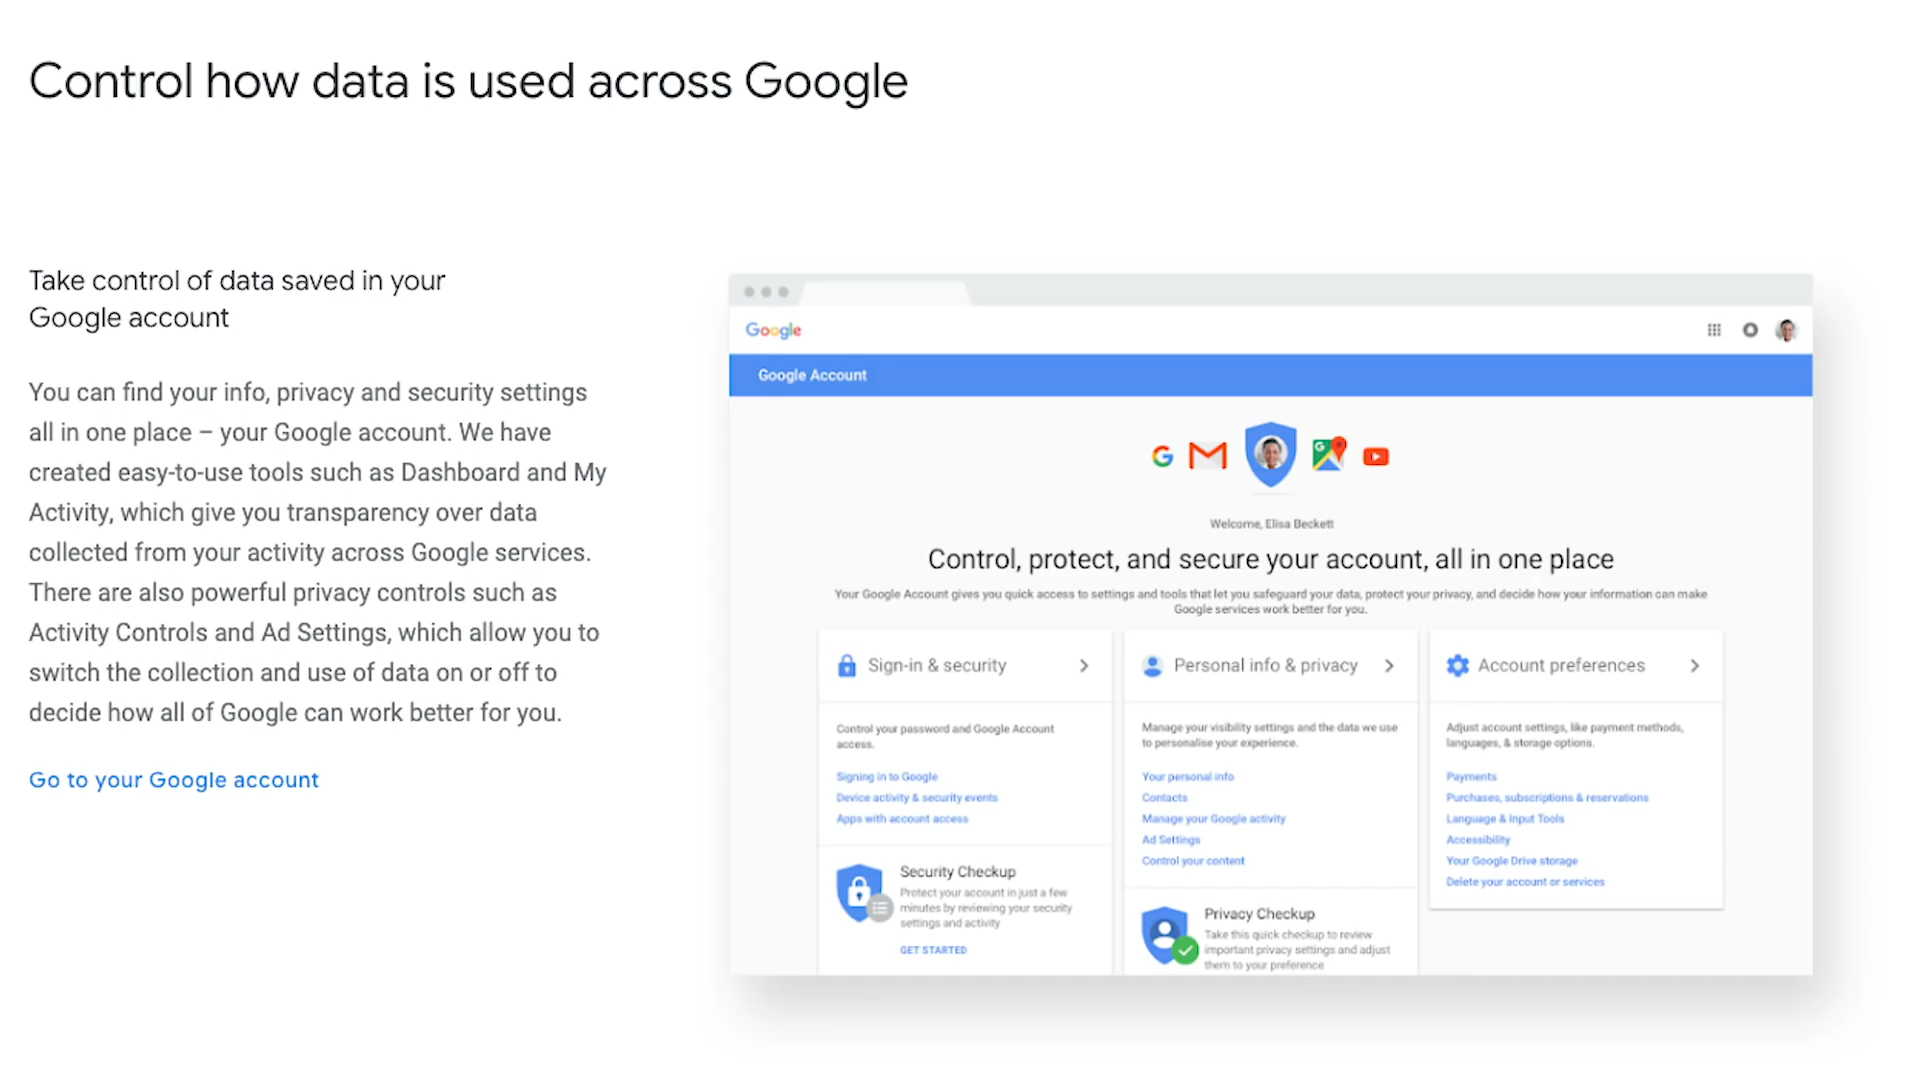 Control how data is used across Google
Take control of data saved in your
Google account
You can find your info, privacy and security settings
all in one place – your Google account. We have
created easy-to-use tools such as Dashboard and My
Activity, which give you transparency over data
collected from your activity across Google services.
There are also powerful privacy controls such as
Activity Controls and Ad Settings, which allow you to
switch the collection and use of data on or off to
decide how all of Google can work better for you.
Go to your Google account
Google
Google Account
Welcome, Elisa Beckett
Control, protect, and secure your account, all in one place
Your Google Account gives you quick access to settings and tools that let you safeguard your data, protect your privacy, and decide how your information can make
Google services work better for you.
Sign-in & security
Control your password and Google Account
access.
Signing in to Google
Device activity & security events
Apps with account access
Security Checkup
Protect your account in just a few
minutes by reviewing your security
settings and activity
GET STARTED
Personal info & privacy
Manage your visibility settings and the data we use
to personalise your experience.
Your personal info
Contacts
Manage your Google activity
Ad Settings
Control your content
Privacy Checkup
Take this quick checkup to review
important privacy settings and adjust
them to your preference
Account preferences
Adjust account settings, like payment methods,
languages, & storage options.
Payments
Purchases, subscriptions & reservations
Language & Input Tools
Accessibility
Your Google Drive storage
Delete your account or services